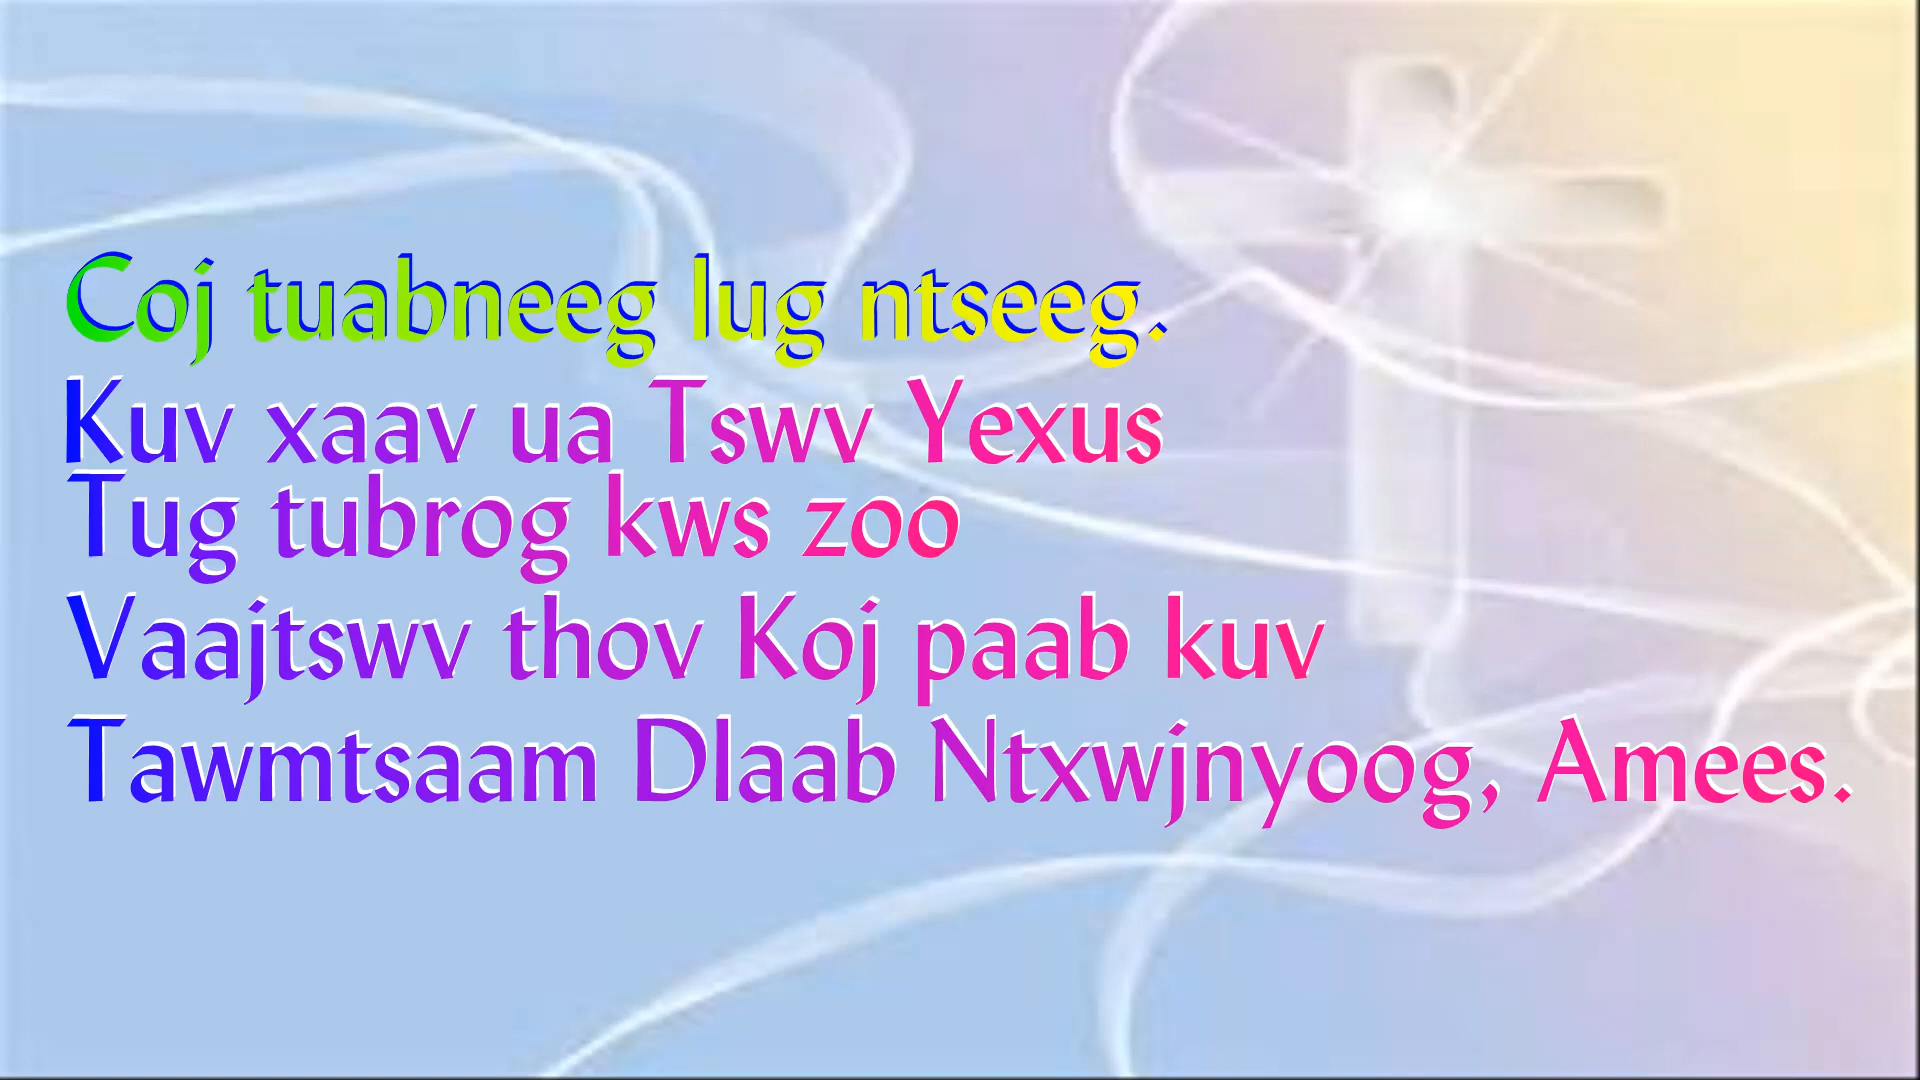 Coj tuabneeg lug ntseeg.
Kuv xaav ua Tswv Yexus
Tug tubrog kws zoo
Vaajtswv thov Koj paab kuv
Tawmtsaam Dlaab Ntxwjnyoog, Amees.